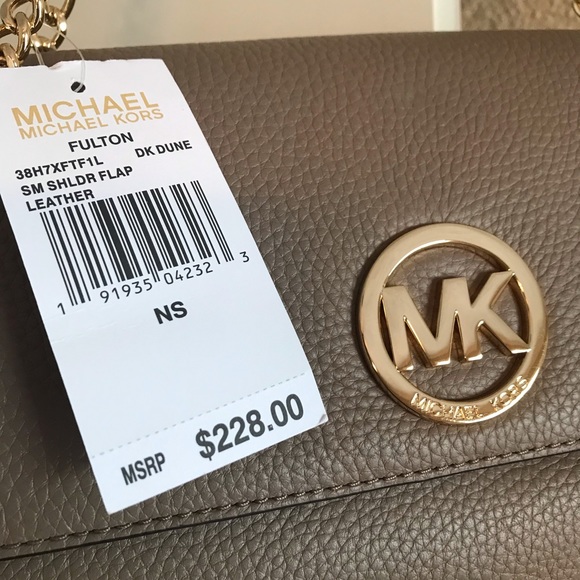 MICHAEL
MICHAEL KORS
FULTON
38H7XFTF1L DK DUNE
SM SHLDR FLAP
LEATHER
1 91935 04232 3
NS
MSRP $228.00
MK
MICHAEL KORS